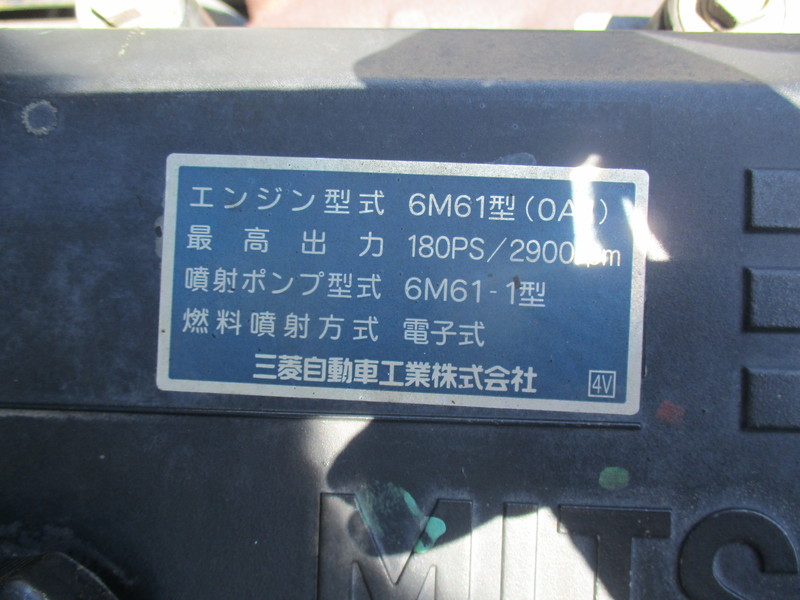 エンジン型式 6M61型
最高出力 180PS/2900rpm
噴射ポンプ型式 6M61-1型
燃料噴射方式 電子式
三菱自動車工業株式会社 4V
MITS